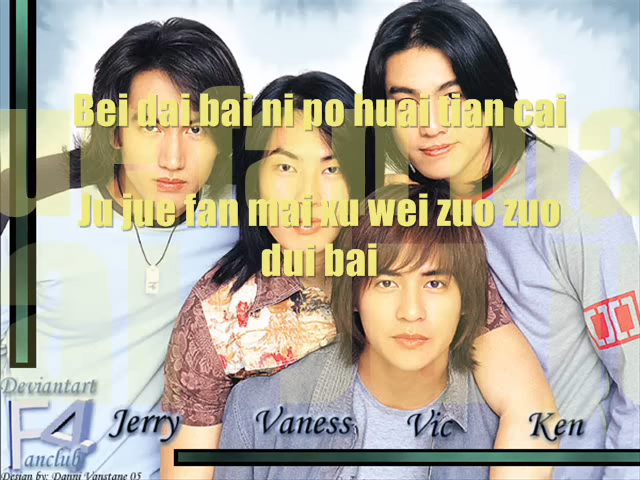 Bei dai bai ni po huai tian cai
Ju jue fan mai xu wei zuo zuo
dui bai
Deviantart
F4
Fanclub
Jerry Vaness Vic Ken
Design by: Danni Vanstane 05